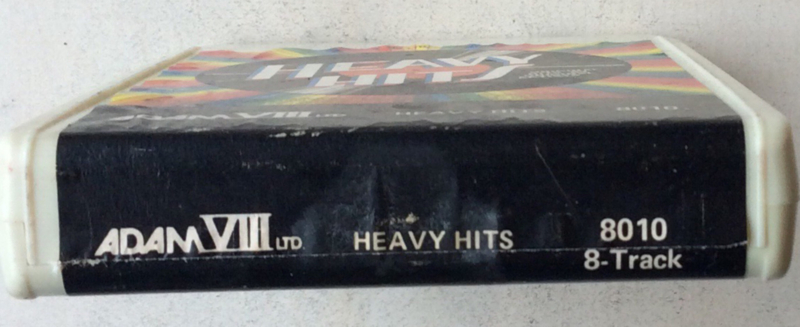 HEAVY
HITS
ADAM VIII LTD HEAVY HITS 8010
ADAM VIII LTD. HEAVY HITS 8010
8-Track